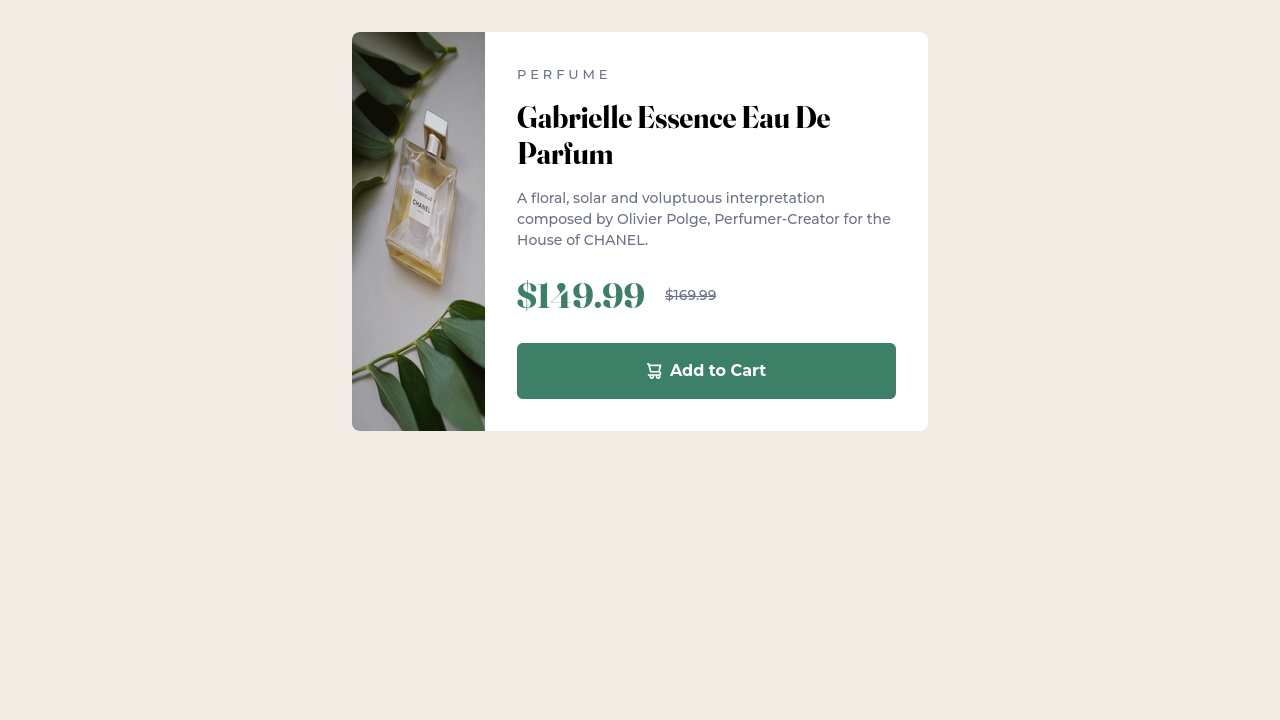 PERFUME
Gabrielle Essence Eau De
Parfum
A floral, solar and voluptuous interpretation
composed by Olivier Polge, Perfumer-Creator for the
House of CHANEL.
$149.99 $169.99
Add to Cart
GABRIELLE
CHANEL